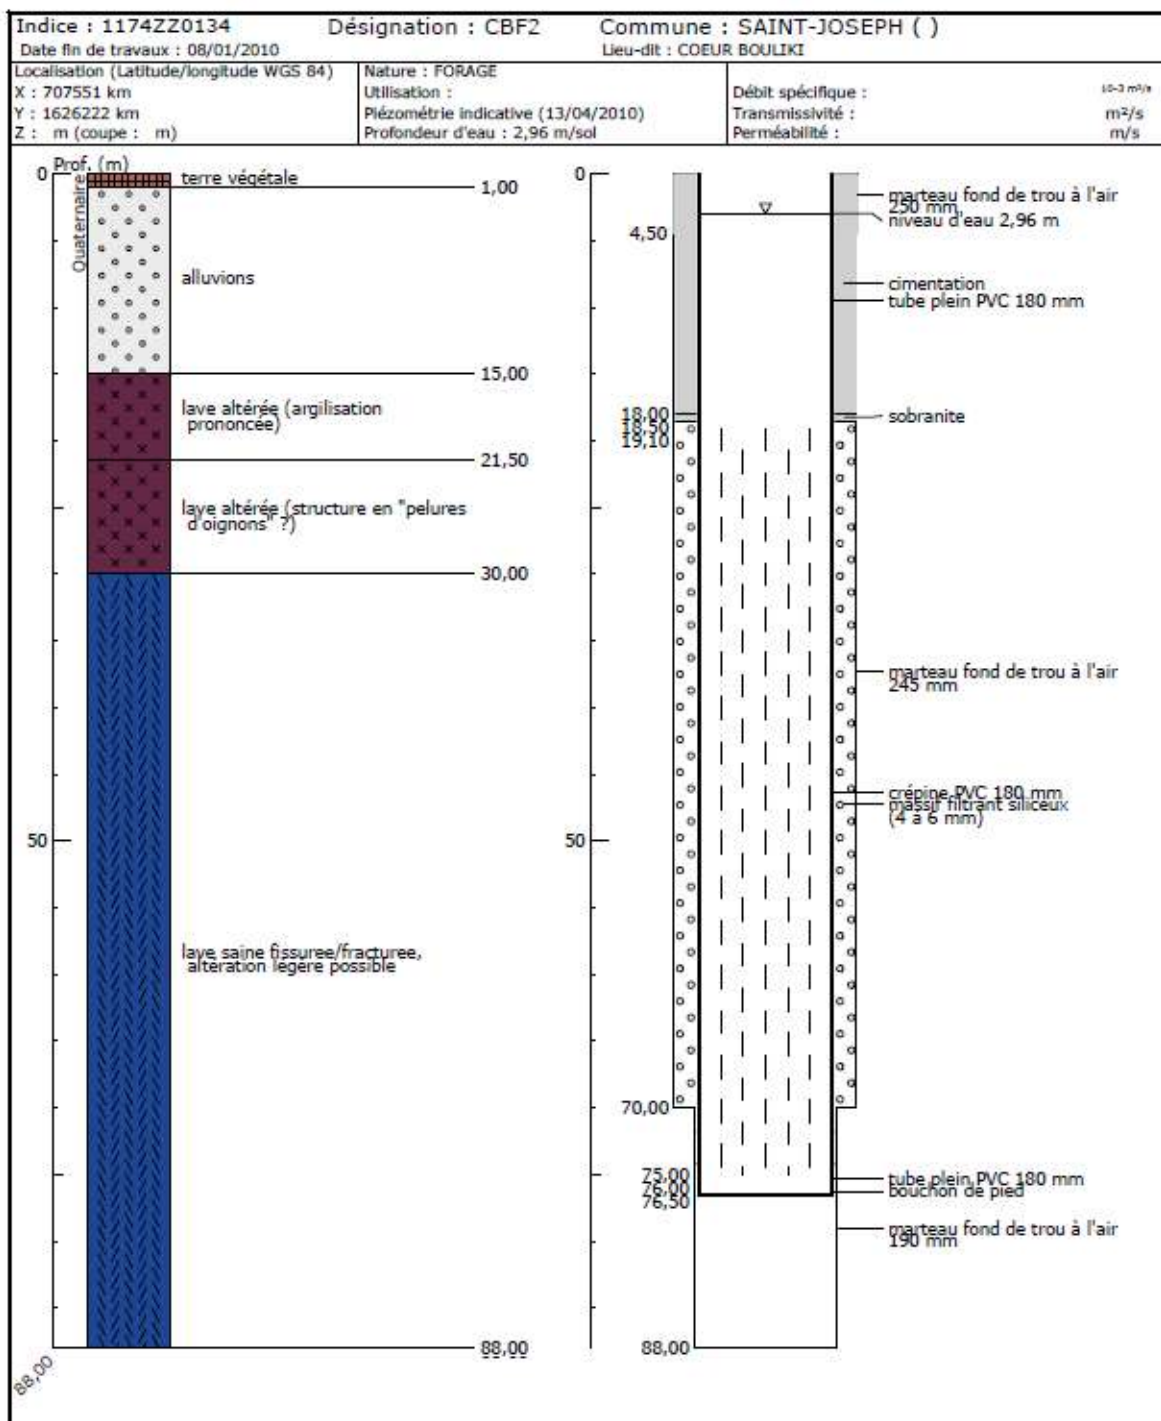 Indice : 1174ZZ0134 Désignation : CBF2 Commune : SAINT-JOSEPH ( )
Date fin de travaux : 08/01/2010 Lieu-dit : COEUR BOULIKI
Localisation (Latitude/longitude WGS 84)
X : 707551 km
Y : 1626222 km
Z : m (coupe : m)
Nature : FORAGE
Utilisation :
Piézométrie indicative (13/04/2010)
Profondeur d'eau : 2,96 m/sol
Débit spécifique : 10-3 m²/s
Transmissivité : m²/s
Perméabilité : m/s
Prof. (m)
0
Quaternaire
terre végétale
1,00
alluvions
15,00
lave altérée (argilisation
prononcée)
21,50
lave altérée (structure en "pelures
d'oignons" ?)
30,00
50
lave saine fissurée/fracturée,
altération légère possible
88,00
88,00
0
marteau fond de trou à l'air
250 mm
niveau d'eau 2,96 m
4,50
cimentation
tube plein PVC 180 mm
18,00
sobranite
18,50
19,10
marteau fond de trou à l'air
245 mm
crépine PVC 180 mm
massif filtrant siliceux
(4 à 6 mm)
50
70,00
75,00
tube plein PVC 180 mm
76,00
bouchon de pied
76,50
marteau fond de trou à l'air
190 mm
88,00